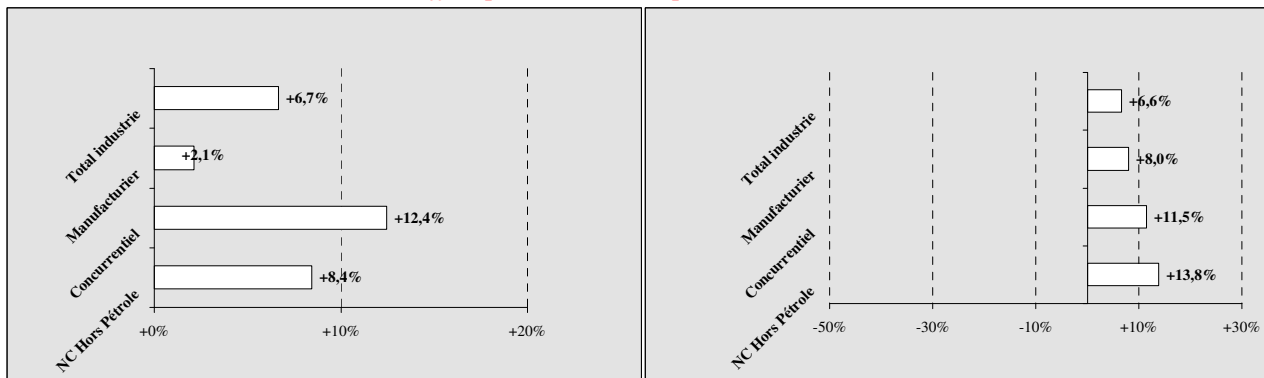 +6,7%
Total industrie
+2,1%
Manufacturier
+12,4%
Concurrentiel
+8,4%
NC Hors Pétrole
+0%
+10%
+20%
+6,6%
Total industrie
+8,0%
Manufacturier
+11,5%
Concurrentiel
+13,8%
NC Hors Pétrole
-50%
-30%
-10%
+10%
+30%